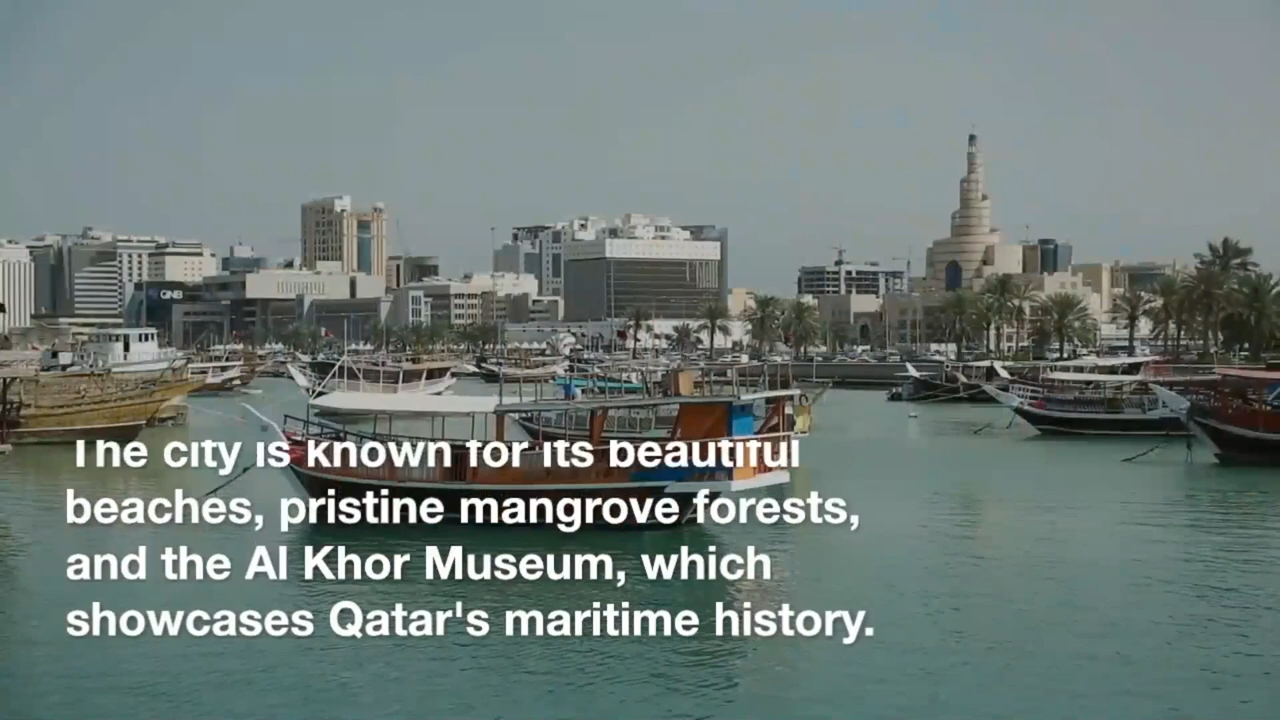 QNB
The city is known for its beautiful
beaches, pristine mangrove forests,
and the Al Khor Museum, which
showcases Qatar's maritime history.